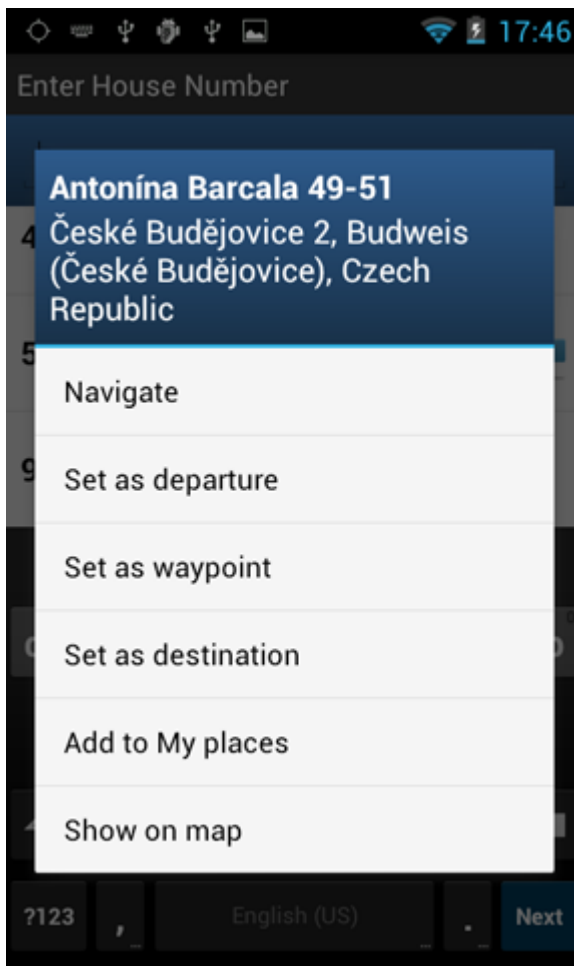 17:46
Enter House Number
Antonína Barcala 49-51
České Budějovice 2, Budweis
(České Budějovice), Czech
Republic
Navigate
Set as departure
Set as waypoint
Set as destination
Add to My places
Show on map
?123 , English (US) . Next